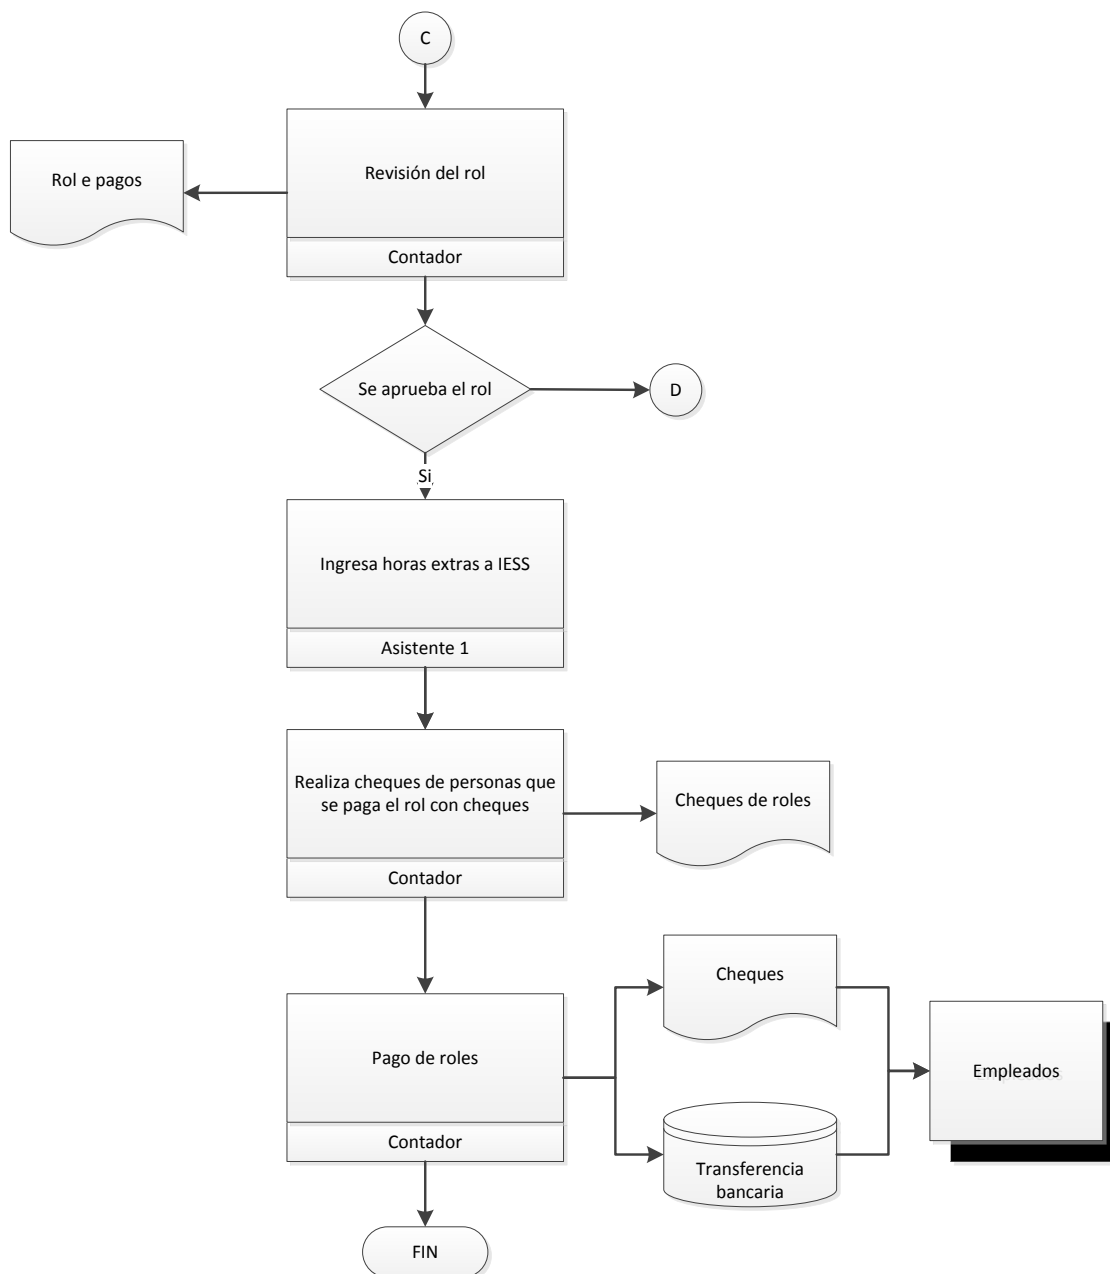 C
Rol e pagos
Revisión del rol
Contador
Se aprueba el rol
D
Si
Ingresa horas extras a IESS
Asistente 1
Realiza cheques de personas que
se paga el rol con cheques
Cheques de roles
Contador
Cheques
Pago de roles
Empleados
Contador
Transferencia
bancaria
FIN